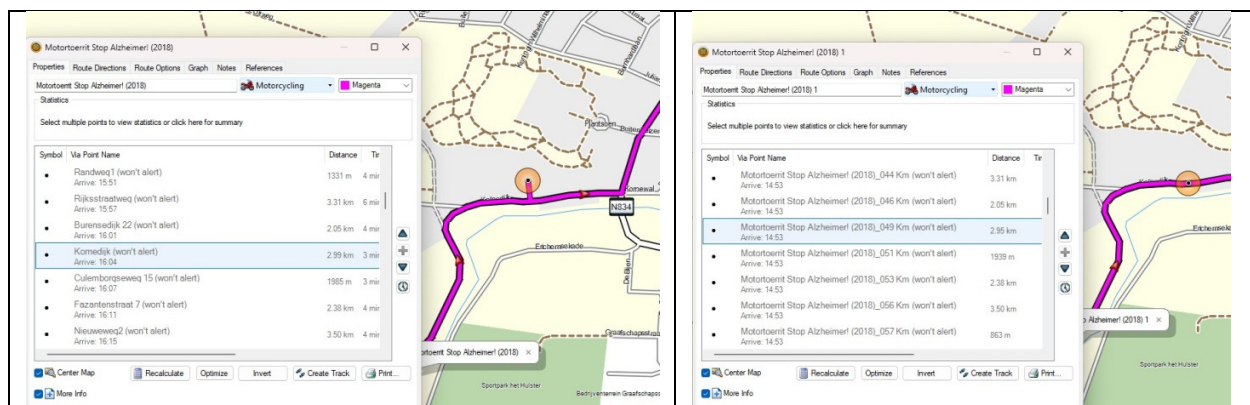 Motortoerrit Stop Alzheimer! (2018)
Properties Route Directions Route Options Graph Notes References
Motortoerrit Stop Alzheimer! (2018) Motorcycling Magenta
Statistics
Select multiple points to view statistics or click here for summary
Symbol Via Point Name Distance Tir
Randweg1 (won't alert) 1331 m 4 min
Arrive: 15:51
Rijksstraatweg (won't alert) 3.31 km 6 min
Arrive: 15:57
Burensedijk 22 (won't alert) 2.05 km 4 min
Arrive: 16:01
Kornedijk (won't alert) 2.99 km 3 min
Arrive: 16:04
Culemborgseweg 15 (won't alert) 1985 m 3 min
Arrive: 16:07
Fazantenstraat 7 (won't alert) 2.38 km 4 min
Arrive: 16:11
Nieuweweg2 (won't alert) 3.50 km 4 min
Arrive: 16:15
Center Map Recalculate Optimize Invert Create Track Print...
More Info
Plantsoen
Kornedijk
N834
Erichemsekade
De Bijen
Graafschapsstraa
ortoerrit Stop Alzheimer! (2018) ×
Sportpark het Hulster
Bedrijventerrein Graafschapss
Motortoerrit Stop Alzheimer! (2018) 1
Properties Route Directions Route Options Graph Notes References
Motortoerrit Stop Alzheimer! (2018) 1 Motorcycling Magenta
Statistics
Select multiple points to view statistics or click here for summary
Symbol Via Point Name Distance Tir
Motortoerrit Stop Alzheimer! (2018)_044 Km (won't alert) 3.31 km
Arrive: 14:53
Motortoerrit Stop Alzheimer! (2018)_046 Km (won't alert) 2.05 km
Arrive: 14:53
Motortoerrit Stop Alzheimer! (2018)_049 Km (won't alert) 2.95 km
Arrive: 14:53
Motortoerrit Stop Alzheimer! (2018)_051 Km (won't alert) 1939 m
Arrive: 14:53
Motortoerrit Stop Alzheimer! (2018)_053 Km (won't alert) 2.38 km
Arrive: 14:53
Motortoerrit Stop Alzheimer! (2018)_056 Km (won't alert) 3.50 km
Arrive: 14:53
Motortoerrit Stop Alzheimer! (2018)_057 Km (won't alert) 863 m
Arrive: 14:53
Center Map Recalculate Optimize Invert Create Track Print...
More Info
Kornedijk
p Alzheimer! (2018) 1 ×
Sportpark het Hulster